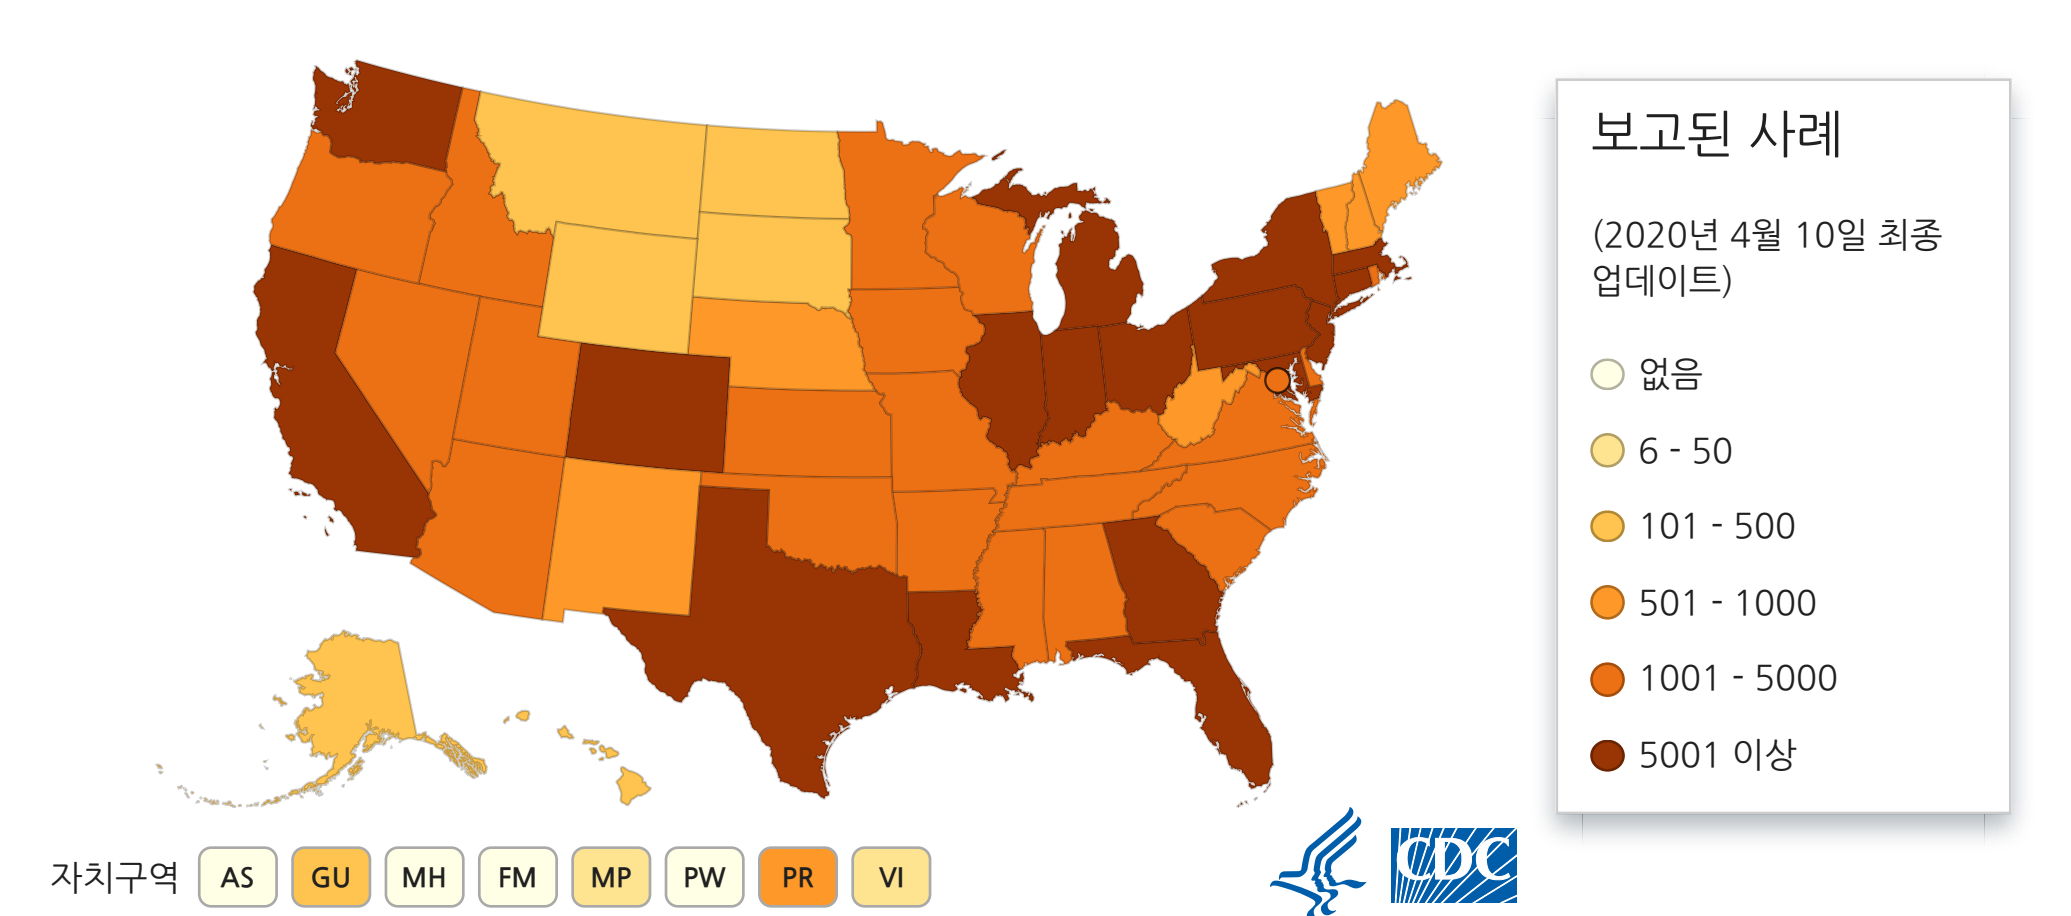 보고된 사례
(2020년 4월 10일 최종
업데이트)
없음
6 - 50
101 - 500
501 - 1000
1001 - 5000
5001 이상
자치구역 AS GU MH FM MP PW PR VI
CDC